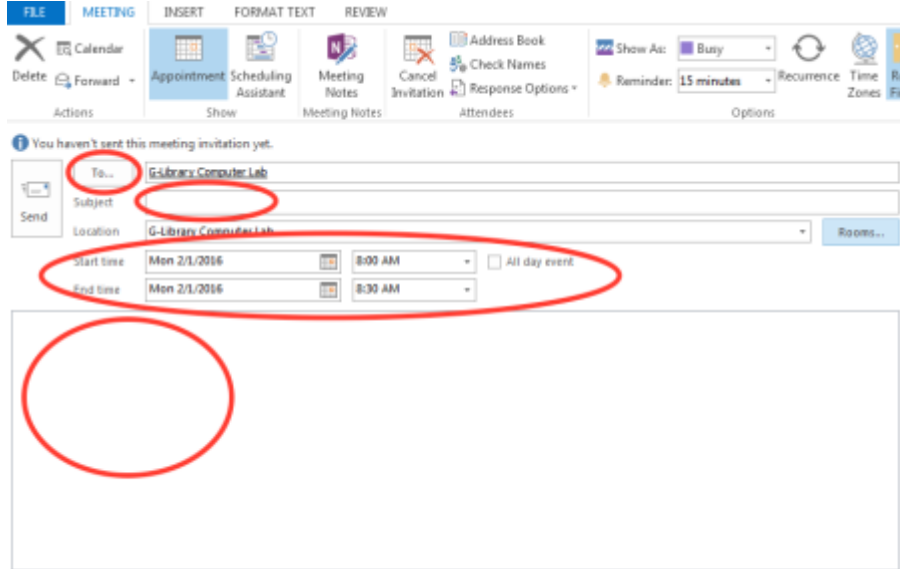 FILE MEETING INSERT FORMAT TEXT REVIEW
Delete
Calendar
Forward
Actions
Appointment
Scheduling
Assistant
Show
Meeting
Notes
Meeting Notes
Cancel
Invitation
Address Book
Check Names
Response Options
Attendees
Show As: Busy
Reminder: 15 minutes
Recurrence
Time
Zones
Options
You haven't sent this meeting invitation yet.
Send
To... G-Library Computer Lab
Subject
Location G-Library Computer Lab Rooms...
Start time Mon 2/1/2016 8:00 AM All day event
End time Mon 2/1/2016 8:30 AM